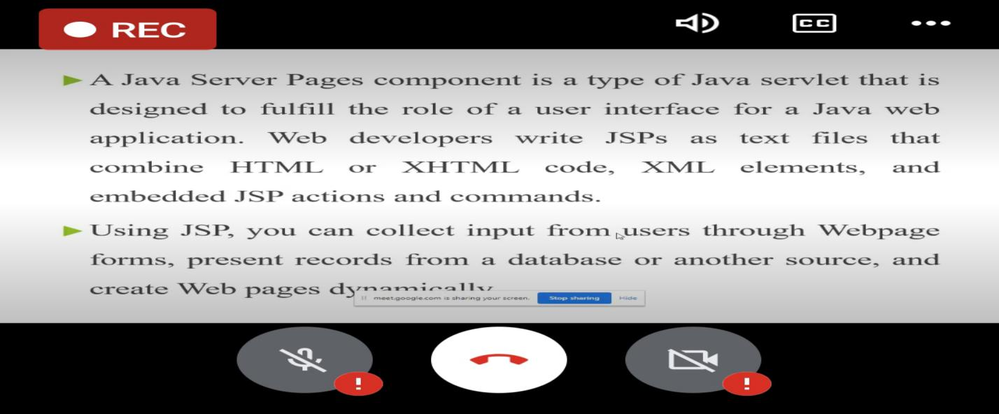 REC
CC
A Java Server Pages component is a type of Java servlet that is
designed to fulfill the role of a user interface for a Java web
application. Web developers write JSPs as text files that
combine HTML or XHTML code, XML elements, and
embedded JSP actions and commands.
Using JSP, you can collect input from users through Webpage
forms, present records from a database or another source, and
create Web pages dynamically
meet.google.com is sharing your screen. Stop sharing Hide